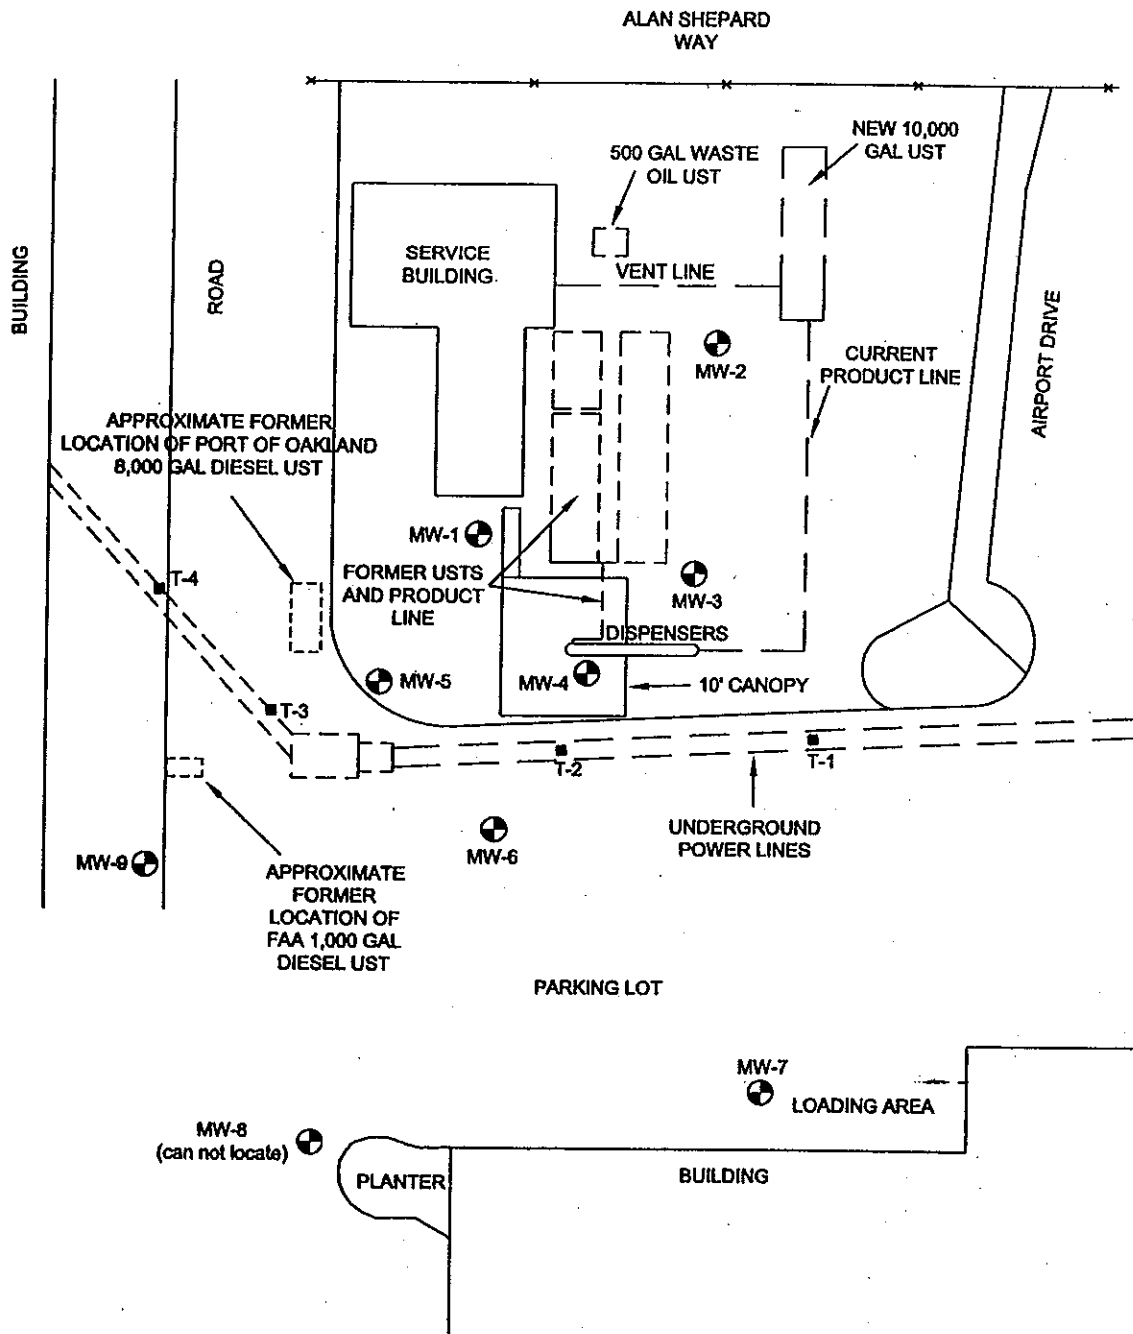 ALAN SHEPARD
WAY
NEW 10,000
GAL UST
500 GAL WASTE
OIL UST
SERVICE
BUILDING
VENT LINE
BUILDING
ROAD
AIRPORT DRIVE
MW-2
CURRENT
PRODUCT LINE
APPROXIMATE FORMER
LOCATION OF PORT OF OAKLAND
8,000 GAL DIESEL UST
MW-1
T-4
FORMER USTS
AND PRODUCT
LINE
MW-3
DISPENSERS
MW-5
MW-4
10' CANOPY
T-3
T-2
T-1
UNDERGROUND
POWER LINES
MW-6
MW-9
APPROXIMATE
FORMER
LOCATION OF
FAA 1,000 GAL
DIESEL UST
PARKING LOT
MW-7
LOADING AREA
MW-8
(can not locate)
PLANTER
BUILDING